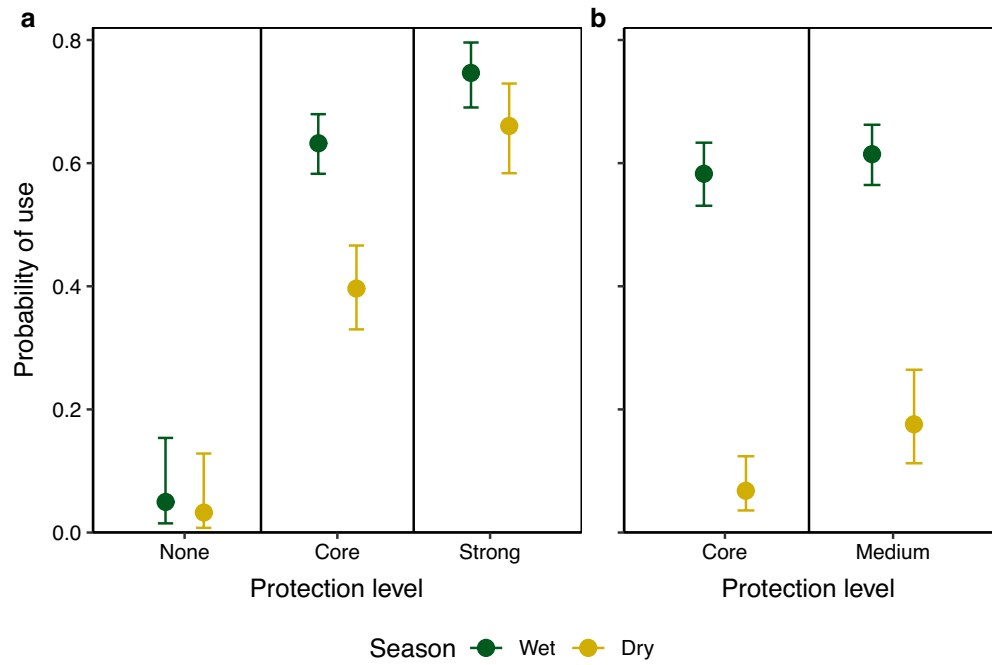 a
b
Probability of use
0.8
0.6
0.4
0.2
0.0
None Core Strong
Core Medium
Protection level
Protection level
Season Wet Dry